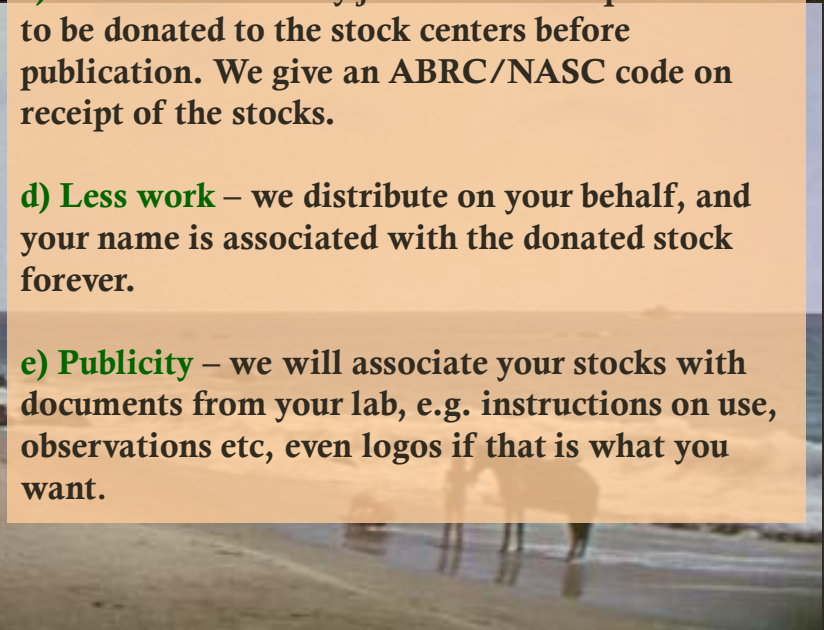 to be donated to the stock centers before
publication. We give an ABRC/NASC code on
receipt of the stocks.
d) Less work – we distribute on your behalf, and
your name is associated with the donated stock
forever.
e) Publicity – we will associate your stocks with
documents from your lab, e.g. instructions on use,
observations etc, even logos if that is what you
want.